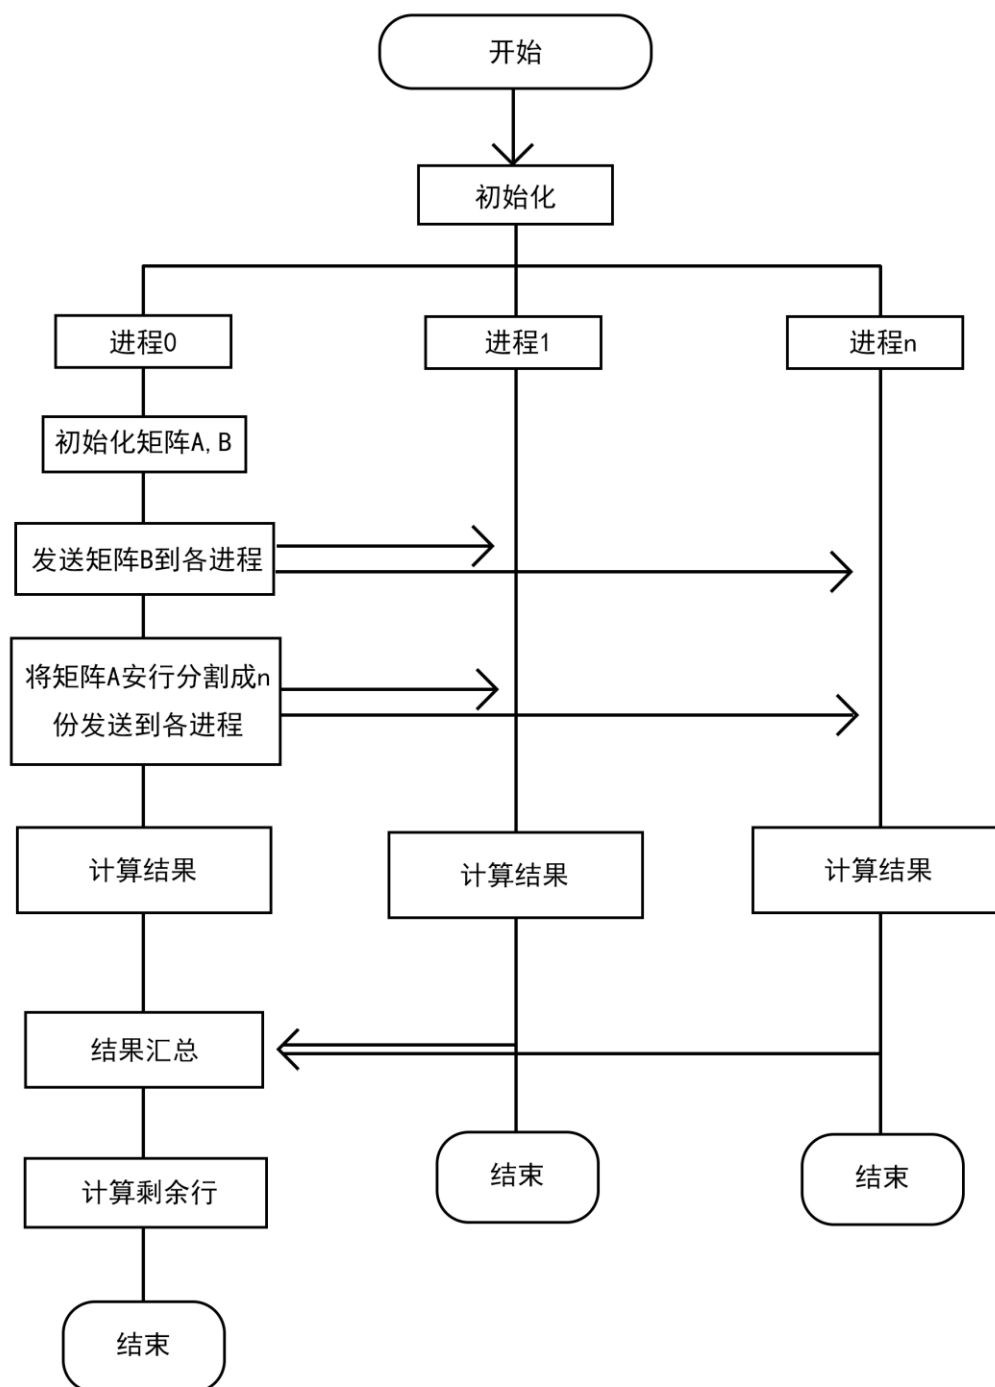 开始
初始化
进程0
进程1
进程n
初始化矩阵A,B
发送矩阵B到各进程
将矩阵A安行分割成n
份发送到各进程
计算结果
计算结果
计算结果
结果汇总
计算剩余行
结束
结束
结束